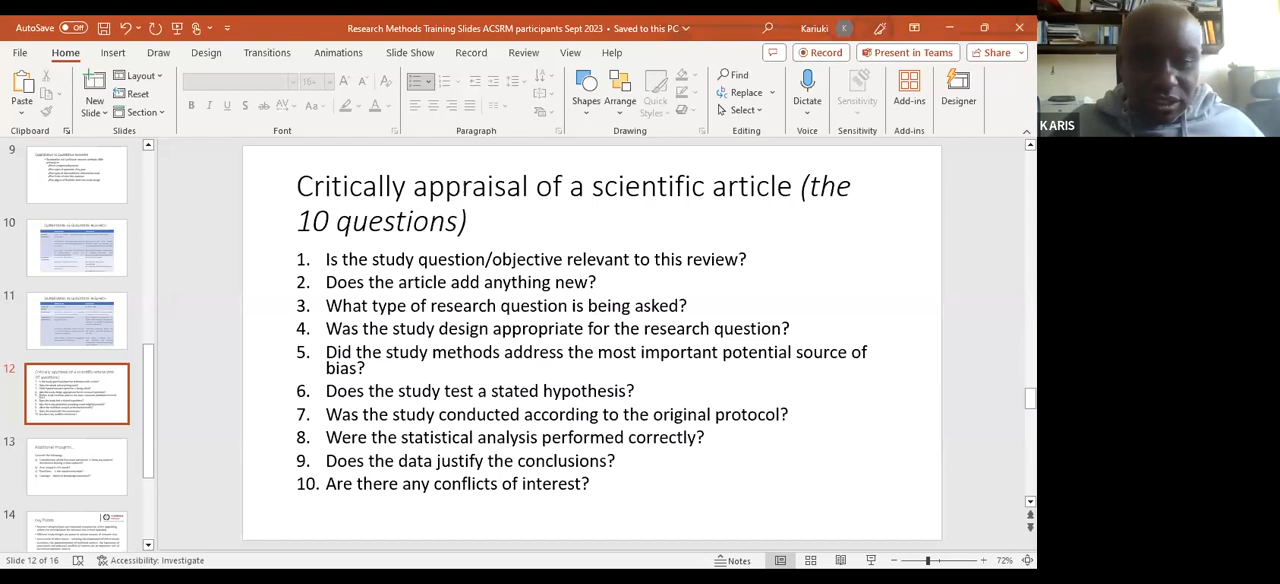 AutoSave Off
Research Methods Training Slides ACSRM participants Sept 2023 • Saved to this PC
Kariuki K
File Home Insert Draw Design Transitions Animations Slide Show Record Review View Help
Record Present in Teams Share
Paste
New Slide
Layout
Reset
Section
15+
B I U S ab AV Aa A
Shapes Arrange Quick Styles
Find
Replace
Select
Dictate
Sensitivity
Add-ins
Designer
Clipboard Slides Font Paragraph Drawing Editing Voice Sensitivity Add-ins
KARIS
9
10
11
12
13
Additional thoughts...
14
Key Points
Critically appraisal of a scientific article (the
10 questions)
1. Is the study question/objective relevant to this review?
2. Does the article add anything new?
3. What type of research question is being asked?
4. Was the study design appropriate for the research question?
5. Did the study methods address the most important potential source of
bias?
6. Does the study test a stated hypothesis?
7. Was the study conducted according to the original protocol?
8. Were the statistical analysis performed correctly?
9. Does the data justify the conclusions?
10. Are there any conflicts of interest?
Slide 12 of 16
Accessibility: Investigate
Notes
72%